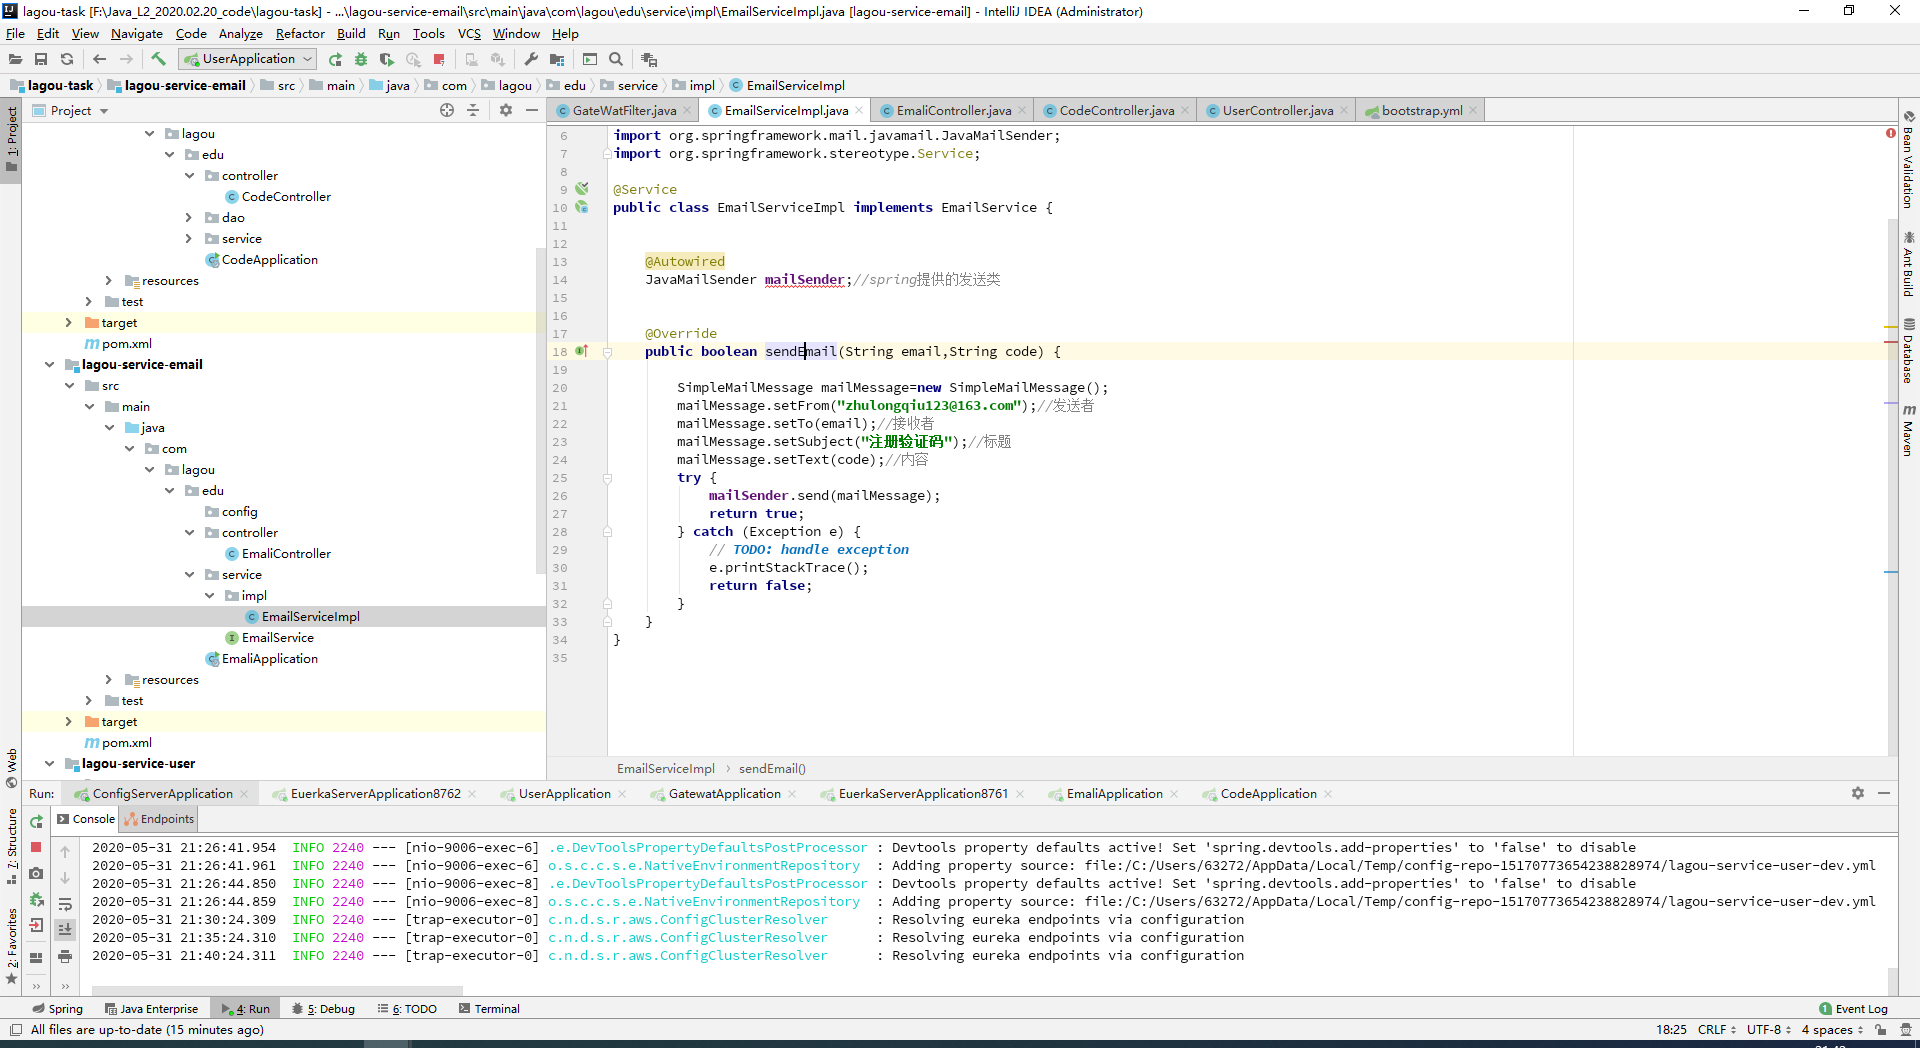 lagou-task [F:\Java_L2_2020.02.20_code\lagou-task] - ...\lagou-service-email\src\main\java\com\lagou\edu\service\impl\EmailServiceImpl.java [lagou-service-email] - IntelliJ IDEA (Administrator)
File Edit View Navigate Code Analyze Refactor Build Run Tools VCS Window Help
UserApplication
lagou-task lagou-service-email src main java com lagou edu service impl EmailServiceImpl
Project
GateWatFilter.java EmailServiceImpl.java EmaliController.java CodeController.java UserController.java bootstrap.yml
1: Project
lagou
edu
controller
CodeController
dao
service
CodeApplication
resources
test
target
pom.xml
lagou-service-email
src
main
java
com
lagou
edu
config
controller
EmaliController
service
impl
EmailServiceImpl
EmailService
EmaliApplication
resources
test
target
pom.xml
lagou-service-user
6 import org.springframework.mail.javamail.JavaMailSender;
7 import org.springframework.stereotype.Service;
8
9 @Service
10 public class EmailServiceImpl implements EmailService {
11
12
13 @Autowired
14 JavaMailSender mailSender;//spring提供的发送类
15
16
17 @Override
18 public boolean sendEmail(String email,String code) {
19
20 SimpleMailMessage mailMessage=new SimpleMailMessage();
21 mailMessage.setFrom("zhulongqiu123@163.com");//发送者
22 mailMessage.setTo(email);//接收者
23 mailMessage.setSubject("注册验证码");//标题
24 mailMessage.setText(code);//内容
25 try {
26 mailSender.send(mailMessage);
27 return true;
28 } catch (Exception e) {
29 // TODO: handle exception
30 e.printStackTrace();
31 return false;
32 }
33 }
34 }
35
EmailServiceImpl › sendEmail()
Bean Validation
Ant Build
Database
Maven
Web
7: Structure
2: Favorites
Run: ConfigServerApplication EuerkaServerApplication8762 UserApplication GatewatApplication EuerkaServerApplication8761 EmaliApplication CodeApplication
Console Endpoints
2020-05-31 21:26:41.954 INFO 2240 --- [nio-9006-exec-6] .e.DevToolsPropertyDefaultsPostProcessor : Devtools property defaults active! Set 'spring.devtools.add-properties' to 'false' to disable
2020-05-31 21:26:41.961 INFO 2240 --- [nio-9006-exec-6] o.s.c.c.s.e.NativeEnvironmentRepository : Adding property source: file:/C:/Users/63272/AppData/Local/Temp/config-repo-15170773654238828974/lagou-service-user-dev.yml
2020-05-31 21:26:44.850 INFO 2240 --- [nio-9006-exec-8] .e.DevToolsPropertyDefaultsPostProcessor : Devtools property defaults active! Set 'spring.devtools.add-properties' to 'false' to disable
2020-05-31 21:26:44.859 INFO 2240 --- [nio-9006-exec-8] o.s.c.c.s.e.NativeEnvironmentRepository : Adding property source: file:/C:/Users/63272/AppData/Local/Temp/config-repo-15170773654238828974/lagou-service-user-dev.yml
2020-05-31 21:30:24.309 INFO 2240 --- [trap-executor-0] c.n.d.s.r.aws.ConfigClusterResolver : Resolving eureka endpoints via configuration
2020-05-31 21:35:24.310 INFO 2240 --- [trap-executor-0] c.n.d.s.r.aws.ConfigClusterResolver : Resolving eureka endpoints via configuration
2020-05-31 21:40:24.311 INFO 2240 --- [trap-executor-0] c.n.d.s.r.aws.ConfigClusterResolver : Resolving eureka endpoints via configuration
Spring Java Enterprise 4: Run 5: Debug 6: TODO Terminal 1 Event Log
All files are up-to-date (15 minutes ago) 18:25 CRLF UTF-8 4 spaces